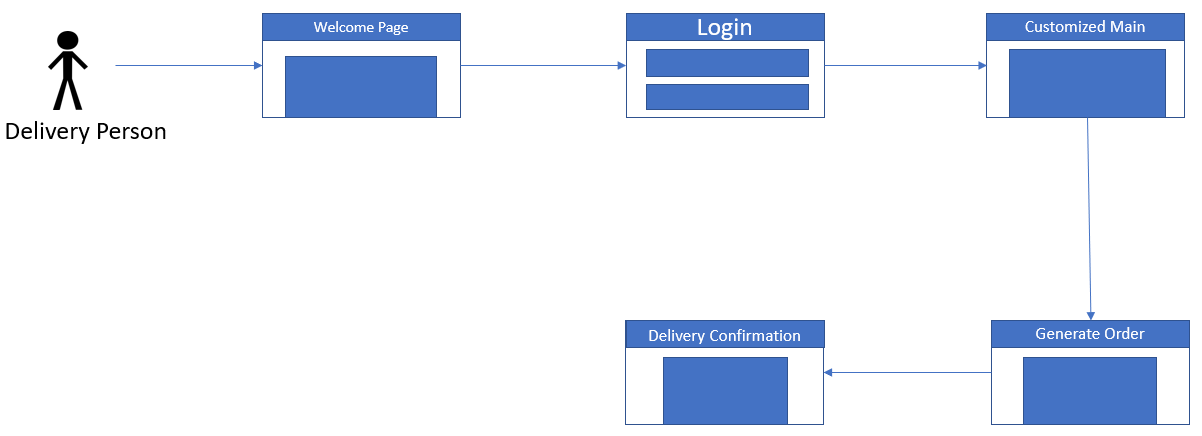 Welcome Page
Login
Customized Main
Delivery Person
Delivery Confirmation
Generate Order